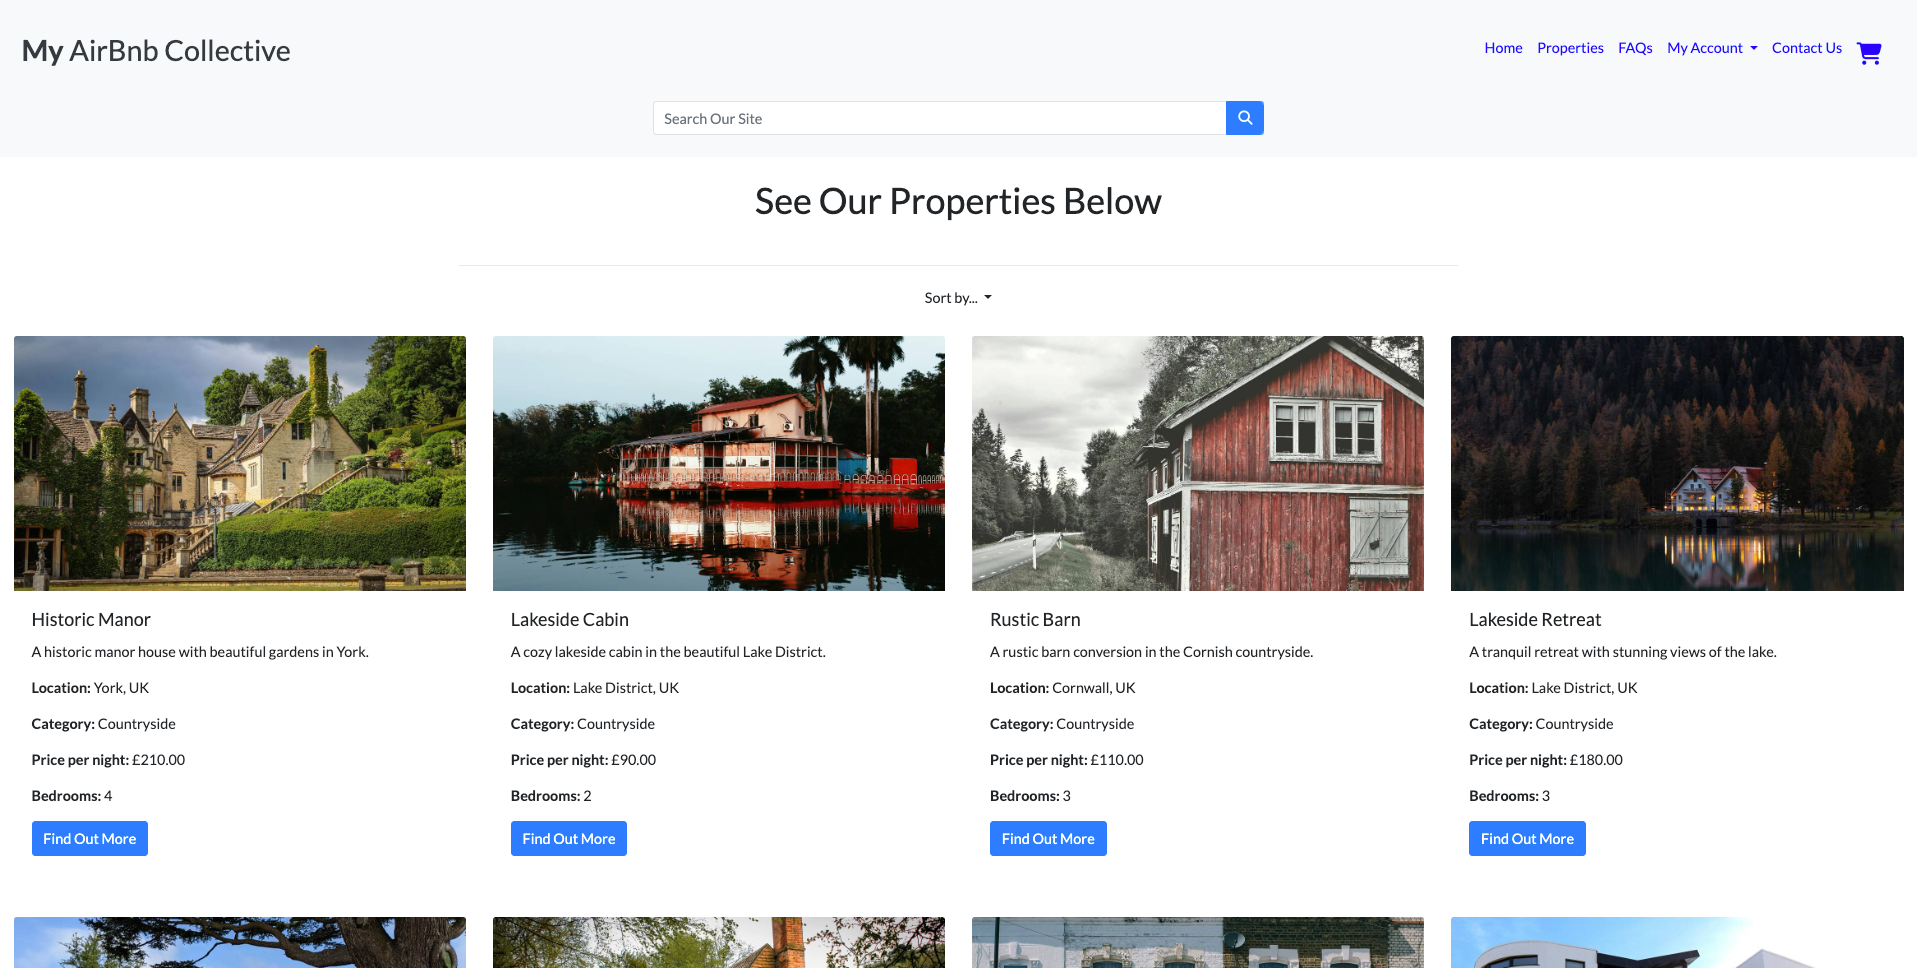 My AirBnb Collective
Home Properties FAQs My Account Contact Us
Search Our Site
See Our Properties Below
Sort by...
Historic Manor
A historic manor house with beautiful gardens in York.
Location: York, UK
Category: Countryside
Price per night: £210.00
Bedrooms: 4
Find Out More
Lakeside Cabin
A cozy lakeside cabin in the beautiful Lake District.
Location: Lake District, UK
Category: Countryside
Price per night: £90.00
Bedrooms: 2
Find Out More
Rustic Barn
A rustic barn conversion in the Cornish countryside.
Location: Cornwall, UK
Category: Countryside
Price per night: £110.00
Bedrooms: 3
Find Out More
Lakeside Retreat
A tranquil retreat with stunning views of the lake.
Location: Lake District, UK
Category: Countryside
Price per night: £180.00
Bedrooms: 3
Find Out More